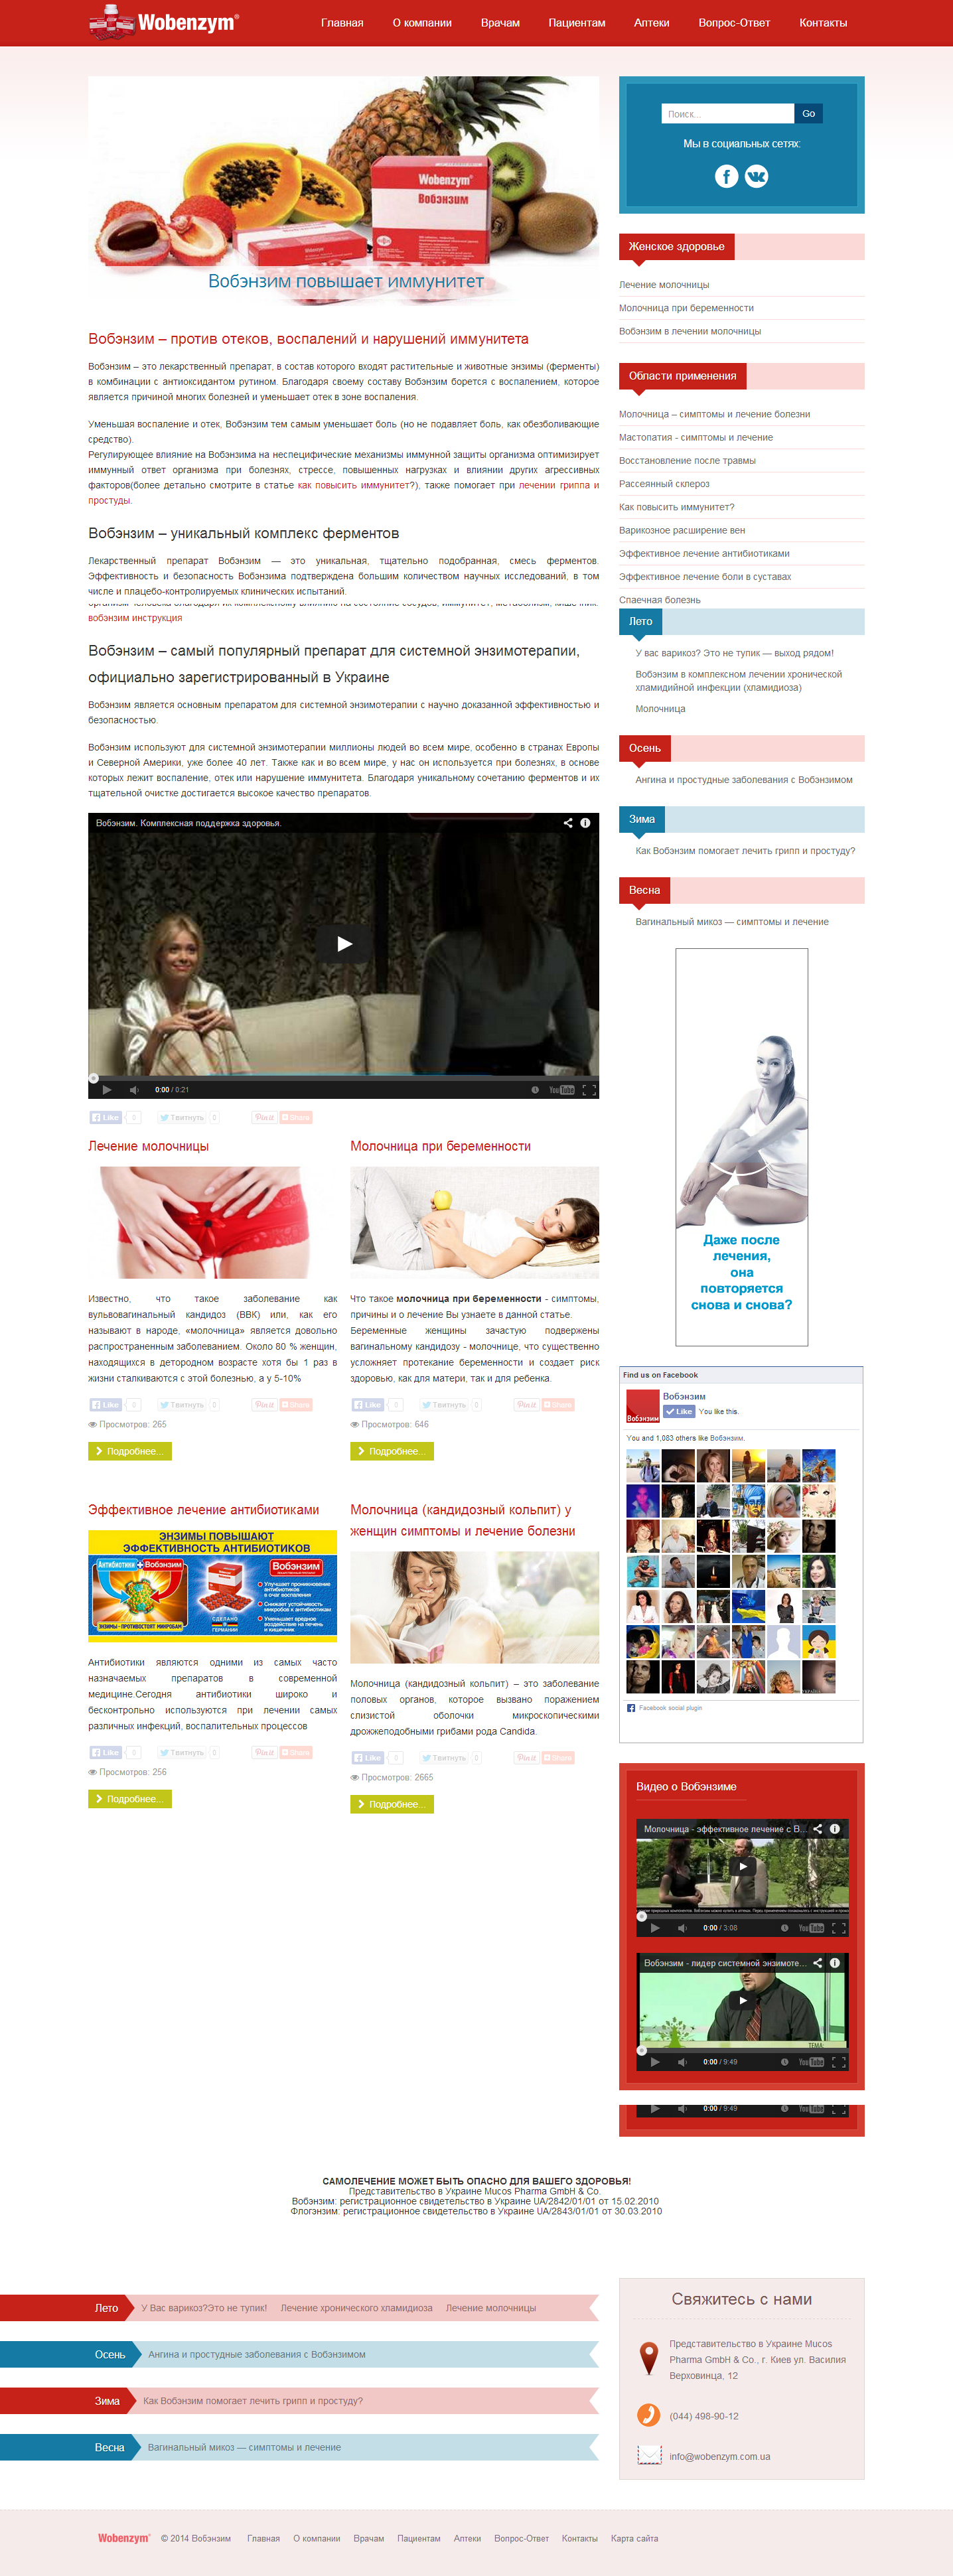 Wobenzym®
Главная О компании Врачам Пациентам Аптеки Вопрос-Ответ Контакты
Wobenzym®
Вобэнзим
Вобэнзим повышает иммунитет
Вобэнзим – против отеков, воспалений и нарушений иммунитета
Вобэнзим – это лекарственный препарат, в состав которого входят растительные и животные энзимы (ферменты)
в комбинации с антиоксидантом рутином. Благодаря своему составу Вобэнзим борется с воспалением, которое
является причиной многих болезней и уменьшает отек в зоне воспаления.
Уменьшая воспаление и отек, Вобэнзим тем самым уменьшает боль (но не подавляет боль, как обезболивающие
средство).
Регулирующее влияние на Вобэнзима на неспецифические механизмы иммунной защиты организма оптимизирует
иммунный ответ организма при болезнях, стрессе, повышенных нагрузках и влиянии других агрессивных
факторов(более детально смотрите в статье как повысить иммунитет?), также помогает при лечении гриппа и
простуды.
Вобэнзим – уникальный комплекс ферментов
Лекарственный препарат Вобэнзим — это уникальная, тщательно подобранная, смесь ферментов.
Эффективность и безопасность Вобэнзима подтверждена большим количеством научных исследований, в том
числе и плацебо-контролируемых клинических испытаний.
вобэнзим инструкция
Вобэнзим – самый популярный препарат для системной энзимотерапии,
официально зарегистрированный в Украине
Вобэнзим является основным препаратом для системной энзимотерапии с научно доказанной эффективностью и
безопасностью.
Вобэнзим используют для системной энзимотерапии миллионы людей во всем мире, особенно в странах Европы
и Северной Америки, уже более 40 лет. Также как и во всем мире, у нас он используется при болезнях, в основе
которых лежит воспаление, отек или нарушение иммунитета. Благодаря уникальному сочетанию ферментов и их
тщательной очистке достигается высокое качество препаратов.
Вобэнзим. Комплексная поддержка здоровья.
0:00 / 0:21 YouTube
Like 0 Твитнуть 0 Pin it Share
Лечение молочницы
Известно, что такое заболевание как
вульвовагинальный кандидоз (ВВК) или, как его
называют в народе, «молочница» является довольно
распространенным заболеванием. Около 80 % женщин,
находящихся в детородном возрасте хотя бы 1 раз в
жизни сталкиваются с этой болезнью, а у 5-10%
Like 0 Твитнуть 0 Pin it Share
Просмотров: 265
Подробнее...
Молочница при беременности
Что такое молочница при беременности - симптомы,
причины и о лечение Вы узнаете в данной статье.
Беременные женщины зачастую подвержены
вагинальному кандидозу - молочнице, что существенно
усложняет протекание беременности и создает риск
здоровью, как для матери, так и для ребенка.
Like 0 Твитнуть 0 Pin it Share
Просмотров: 646
Подробнее...
Эффективное лечение антибиотиками
ЭНЗИМЫ ПОВЫШАЮТ
ЭФФЕКТИВНОСТЬ АНТИБИОТИКОВ
Антибиотики + Вобэнзим
ЭНЗИМЫ - ПРОТИВОСТОЯТ МИКРОБАМ
СДЕЛАНО
В ГЕРМАНИИ
Вобэнзим
Улучшает проникновение
антибиотиков
в очаг воспаления
Снижает устойчивость
микробов к антибиотикам
Уменьшает вредное
воздействие на печень
и кишечник
Антибиотики являются одними из самых часто
назначаемых препаратов в современной
медицине.Сегодня антибиотики широко и
бесконтрольно используются при лечении самых
различных инфекций, воспалительных процессов
Like 0 Твитнуть 0 Pin it Share
Просмотров: 256
Подробнее...
Молочница (кандидозный кольпит) у
женщин симптомы и лечение болезни
Молочница (кандидозный кольпит) – это заболевание
половых органов, которое вызвано поражением
слизистой оболочки микроскопическими
дрожжеподобными грибами рода Candida.
Like 0 Твитнуть 0 Pin it Share
Просмотров: 2665
Подробнее...
Поиск... Go
Мы в социальных сетях:
Женское здоровье
Лечение молочницы
Молочница при беременности
Вобэнзим в лечении молочницы
Области применения
Молочница – симптомы и лечение болезни
Мастопатия - симптомы и лечение
Восстановление после травмы
Рассеянный склероз
Как повысить иммунитет?
Варикозное расширение вен
Эффективное лечение антибиотиками
Эффективное лечение боли в суставах
Спаечная болезнь
Лето
У вас варикоз? Это не тупик — выход рядом!
Вобэнзим в комплексном лечении хронической
хламидийной инфекции (хламидиоза)
Молочница
Осень
Ангина и простудные заболевания с Вобэнзимом
Зима
Как Вобэнзим помогает лечить грипп и простуду?
Весна
Вагинальный микоз — симптомы и лечение
Даже после
лечения,
она
повторяется
снова и снова?
Find us on Facebook
Вобэнзим
Вобэнзим
Like You like this.
You and 1,083 others like Вобэнзим.
Facebook social plugin
Видео о Вобэнзиме
Молочница - эффективное лечение с В...
0:00 / 3:08 YouTube
Вобэнзим - лидер системной энзимоте...
ТЕМА:
0:00 / 9:49 YouTube
0:00 / 9:49 YouTube
САМОЛЕЧЕНИЕ МОЖЕТ БЫТЬ ОПАСНО ДЛЯ ВАШЕГО ЗДОРОВЬЯ!
Представительство в Украине Mucos Pharma GmbH & Co.
Вобэнзим: регистрационное свидетельство в Украине UA/2842/01/01 от 15.02.2010
Флогэнзим: регистрационное свидетельство в Украине UA/2843/01/01 от 30.03.2010
Лето У Вас варикоз?Это не тупик! Лечение хронического хламидиоза Лечение молочницы
Осень Ангина и простудные заболевания с Вобэнзимом
Зима Как Вобэнзим помогает лечить грипп и простуду?
Весна Вагинальный микоз — симптомы и лечение
Свяжитесь с нами
Представительство в Украине Mucos
Pharma GmbH & Co., г. Киев ул. Василия
Верховинца, 12
(044) 498-90-12
info@wobenzym.com.ua
Wobenzym® © 2014 Вобэнзим Главная О компании Врачам Пациентам Аптеки Вопрос-Ответ Контакты Карта сайта